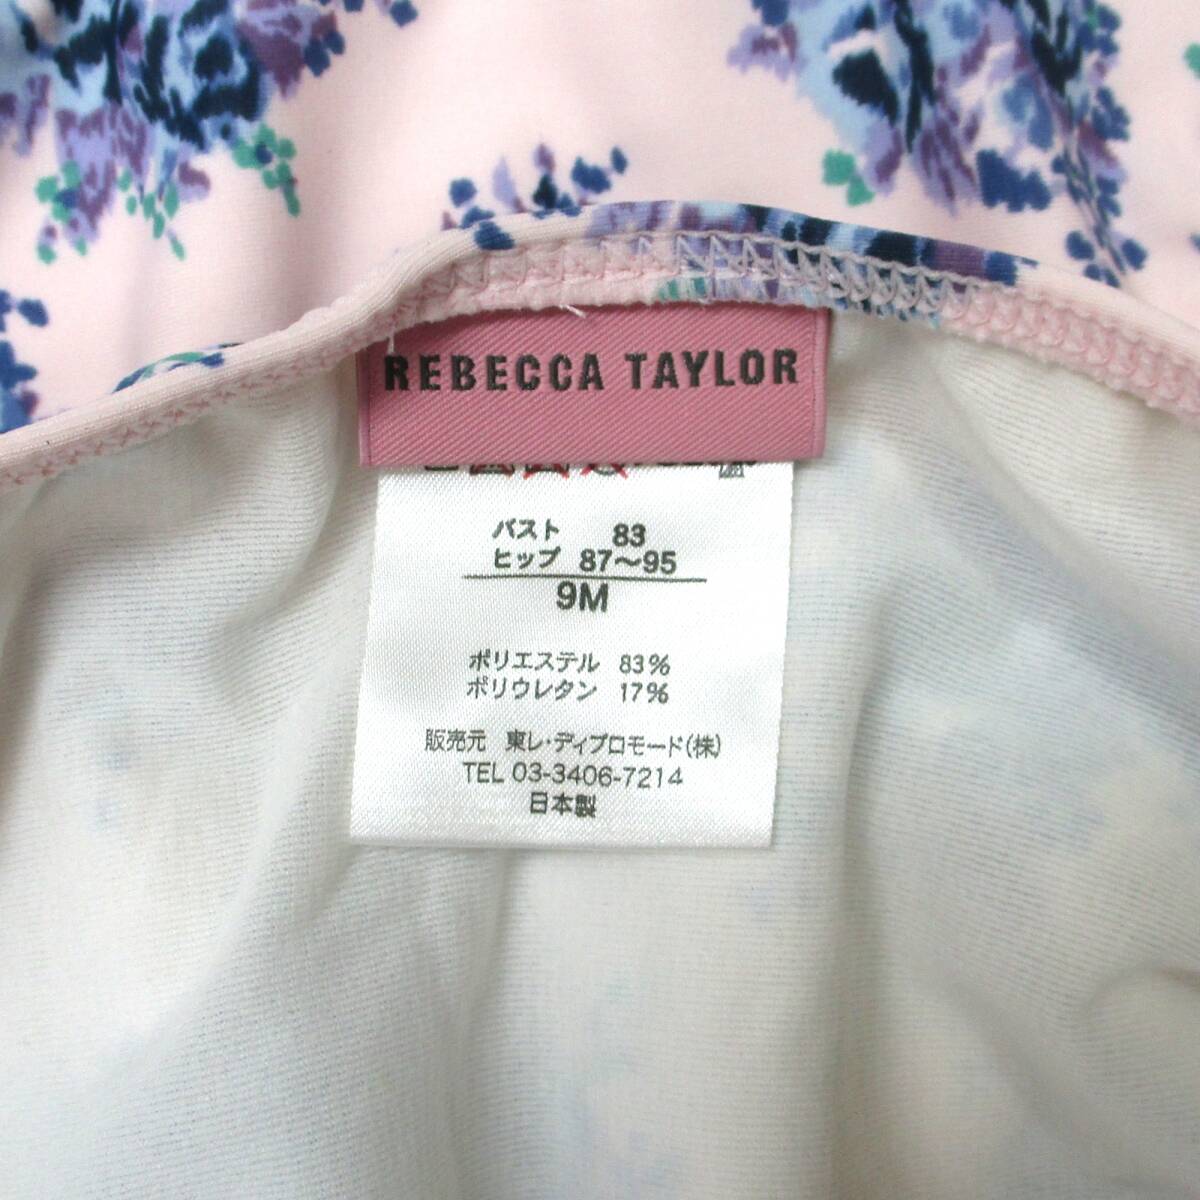 REBECCA TAYLOR
バスト 83
ヒップ 87〜95
9M
ポリエステル 83%
ポリウレタン 17%
販売元 東レ・ディプロモード(株)
TEL 03-3406-7214
日本製